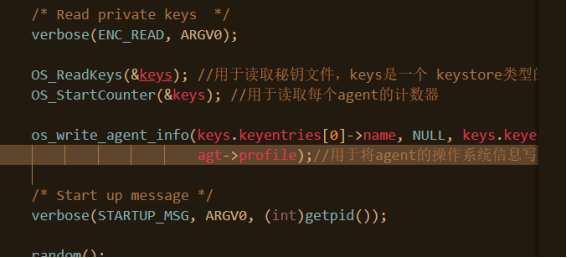 /* Read private keys  */
verbose(ENC_READ, ARGV0);
OS_ReadKeys(&keys); //用于读取秘钥文件，keys是一个 keystore类型的
OS_StartCounter(&keys); //用于读取每个agent的计数器
os_write_agent_info(keys.keyentries[0]->name, NULL, keys.keye
agt->profile);//用于将agent的操作系统信息写
/* Start up message */
verbose(STARTUP_MSG, ARGV0, (int)getpid());
random();